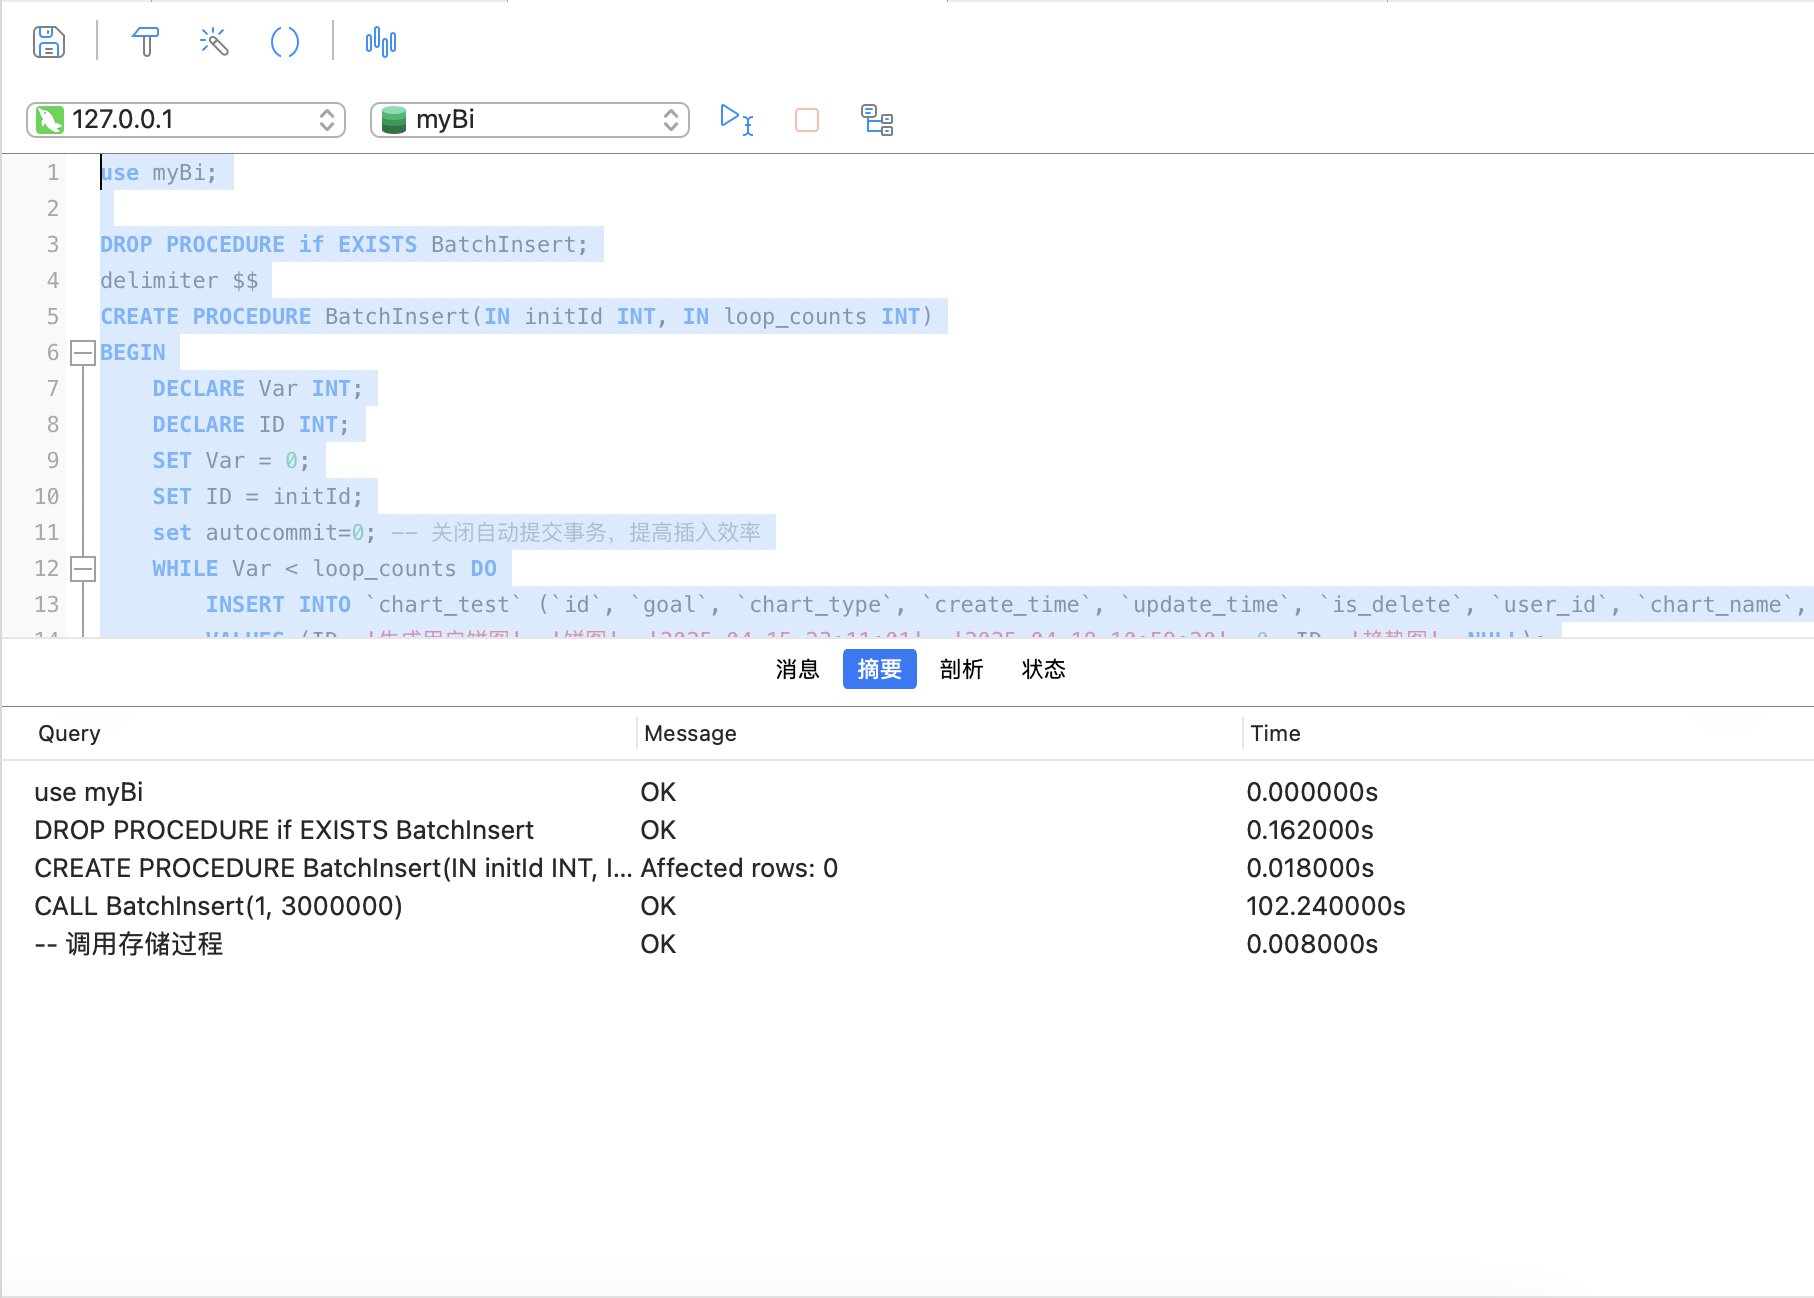 127.0.0.1 myBi
1 use myBi;
2
3 DROP PROCEDURE if EXISTS BatchInsert;
4 delimiter $$
5 CREATE PROCEDURE BatchInsert(IN initId INT, IN loop_counts INT)
6 BEGIN
7 DECLARE Var INT;
8 DECLARE ID INT;
9 SET Var = 0;
10 SET ID = initId;
11 set autocommit=0; -- 关闭自动提交事务，提高插入效率
12 WHILE Var < loop_counts DO
13 INSERT INTO `chart_test` (`id`, `goal`, `chart_type`, `create_time`, `update_time`, `is_delete`, `user_id`, `chart_name`,
消息 摘要 剖析 状态
Query Message Time
use myBi OK 0.000000s
DROP PROCEDURE if EXISTS BatchInsert OK 0.162000s
CREATE PROCEDURE BatchInsert(IN initId INT, I... Affected rows: 0 0.018000s
CALL BatchInsert(1, 3000000) OK 102.240000s
-- 调用存储过程 OK 0.008000s